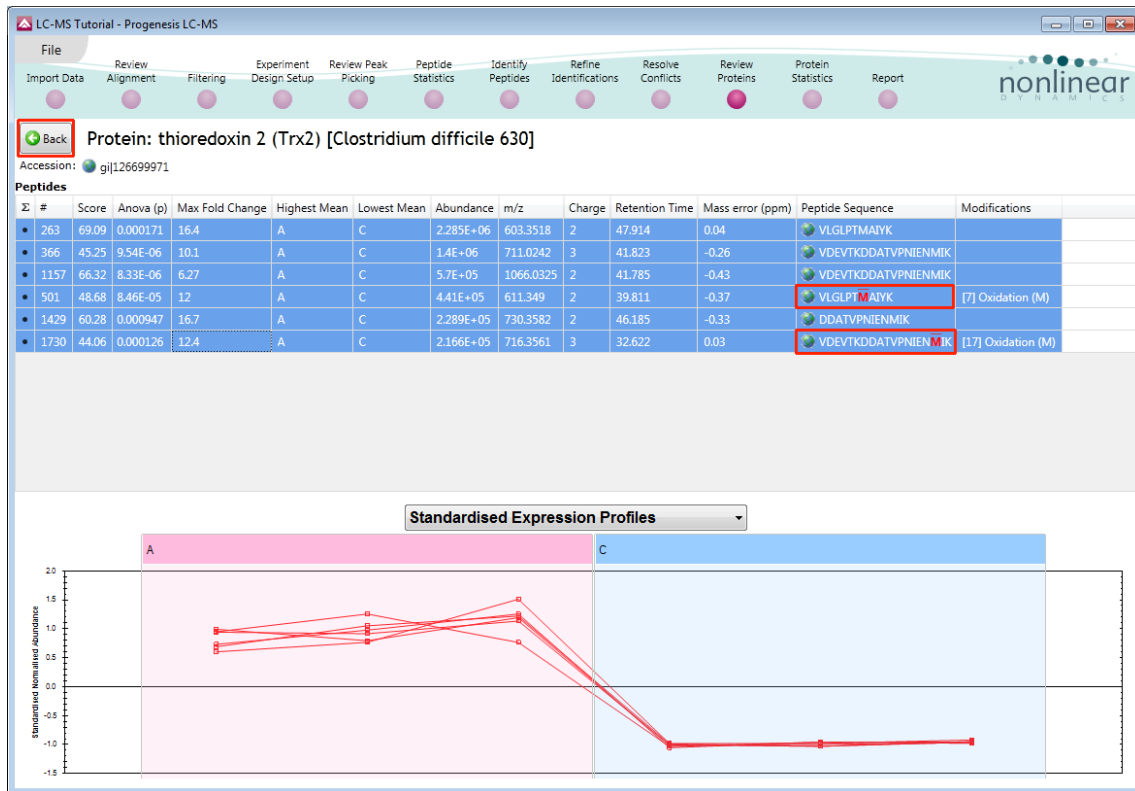 LC-MS Tutorial - Progenesis LC-MS
File
Import Data
Review Alignment
Filtering
Experiment Design Setup
Review Peak Picking
Peptide Statistics
Identify Peptides
Refine Identifications
Resolve Conflicts
Review Proteins
Protein Statistics
Report
nonlinear
DYNAMICS
Back
Protein: thioredoxin 2 (Trx2) [Clostridium difficile 630]
Accession: gi|126699971
Peptides
Σ # Score Anova (p) Max Fold Change Highest Mean Lowest Mean Abundance m/z Charge Retention Time Mass error (ppm) Peptide Sequence Modifications
• 263 69.09 0.000171 16.4 A C 2.285E+06 603.3518 2 47.914 0.04 VLGLPTMAIYK
• 366 45.25 9.54E-06 10.1 A C 1.4E+06 711.0242 3 41.823 -0.26 VDEVTKDDATVPNIENMIK
• 1157 66.32 8.33E-06 6.27 A C 5.7E+05 1066.0325 2 41.785 -0.43 VDEVTKDDATVPNIENMIK
• 501 48.68 8.46E-05 12 A C 4.41E+05 611.349 2 39.811 -0.37 VLGLPTMAIYK [7] Oxidation (M)
• 1429 60.28 0.000947 16.7 A C 2.289E+05 730.3582 2 46.185 -0.33 DDATVPNIENMIK
• 1730 44.06 0.000126 12.4 A C 2.166E+05 716.3561 3 32.622 0.03 VDEVTKDDATVPNIENMIK [17] Oxidation (M)
Standardised Expression Profiles
A
C
Standardised Normalised Abundance
2.0
1.5
1.0
0.5
0.0
-0.5
-1.0
-1.5